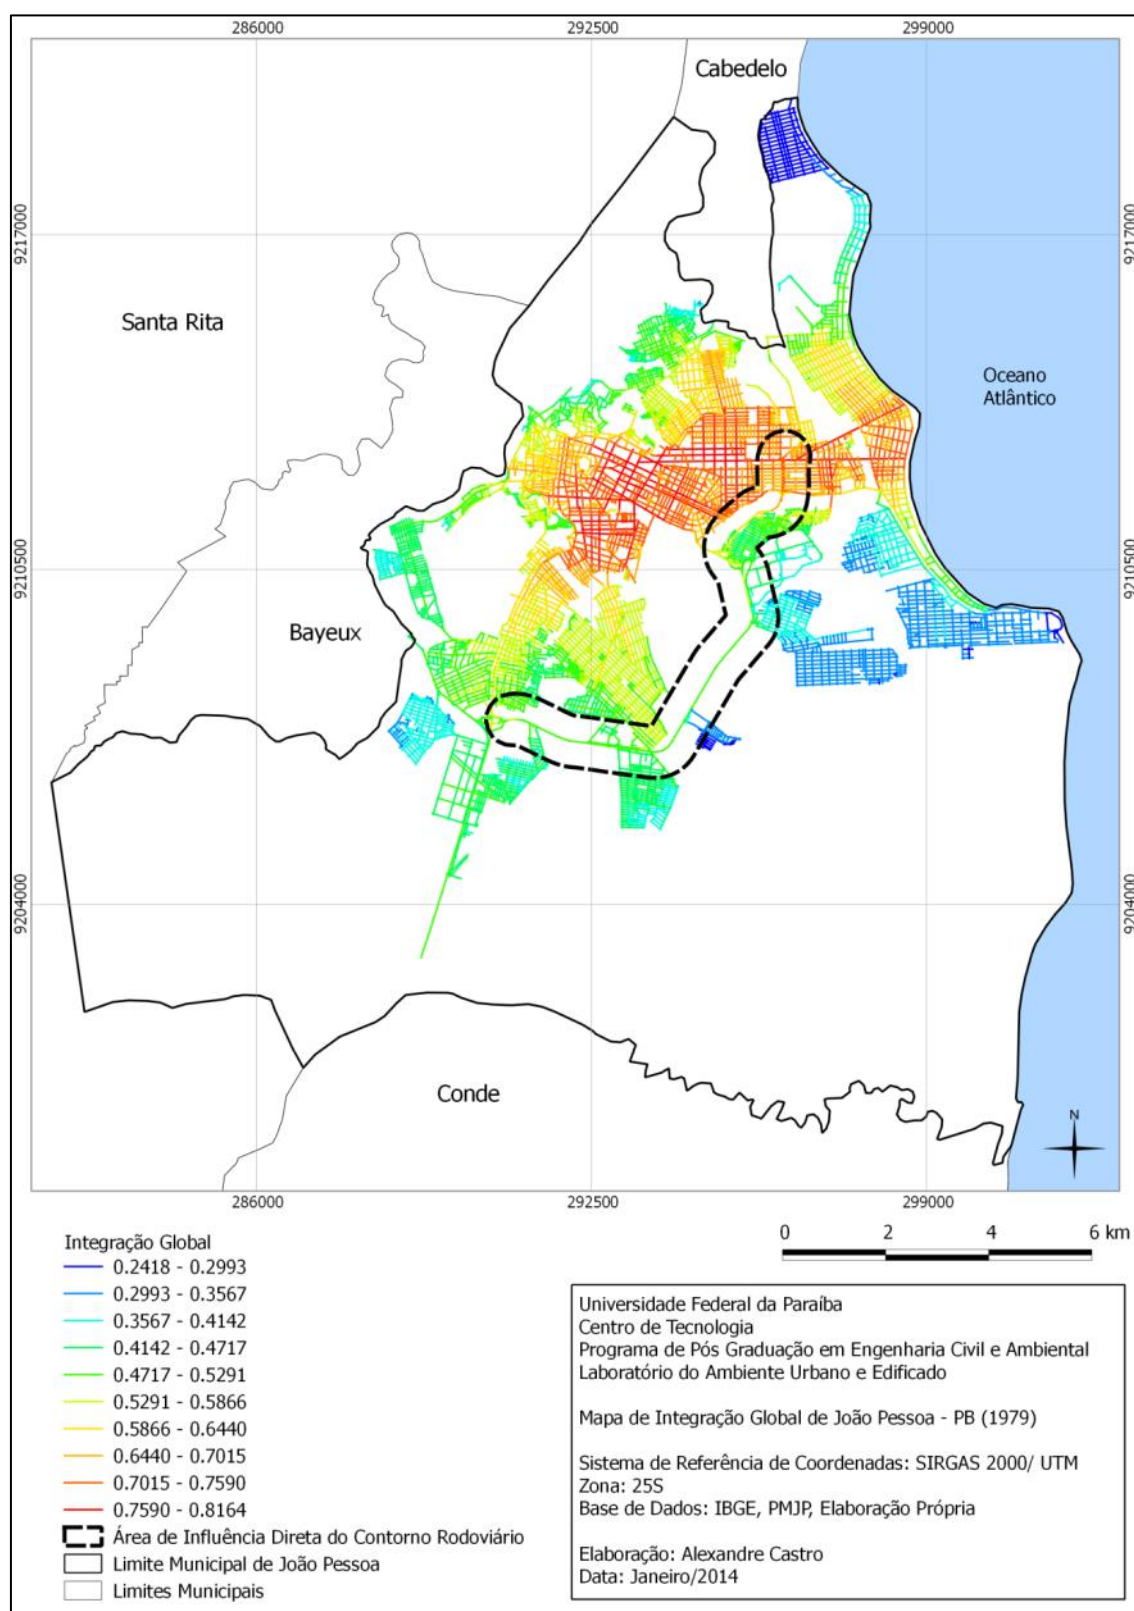 286000
292500
299000
Cabedelo
9217000
9217000
Santa Rita
Oceano
Atlântico
9210500
9210500
Bayeux
9204000
9204000
Conde
N
286000
292500
299000
0 2 4 6 km
Integração Global
0.2418 - 0.2993
0.2993 - 0.3567
0.3567 - 0.4142
0.4142 - 0.4717
0.4717 - 0.5291
0.5291 - 0.5866
0.5866 - 0.6440
0.6440 - 0.7015
0.7015 - 0.7590
0.7590 - 0.8164
Área de Influência Direta do Contorno Rodoviário
Limite Municipal de João Pessoa
Limites Municipais
Universidade Federal da Paraíba
Centro de Tecnologia
Programa de Pós Graduação em Engenharia Civil e Ambiental
Laboratório do Ambiente Urbano e Edificado
Mapa de Integração Global de João Pessoa - PB (1979)
Sistema de Referência de Coordenadas: SIRGAS 2000/ UTM
Zona: 25S
Base de Dados: IBGE, PMJP, Elaboração Própria
Elaboração: Alexandre Castro
Data: Janeiro/2014